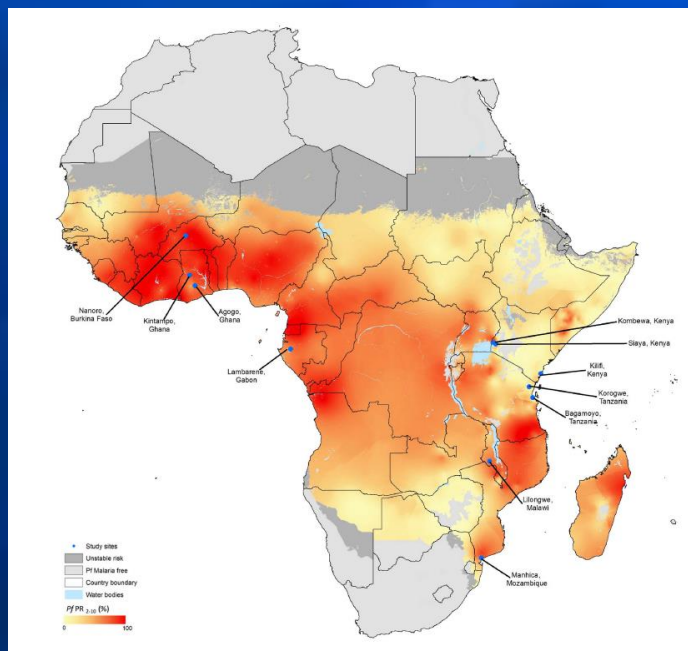 Nanoro,
Burkina Faso
Kintampo,
Ghana
Agogo,
Ghana
Lambarene,
Gabon
Kombewa, Kenya
Siaya, Kenya
Kilifi,
Kenya
Korogwe,
Tanzania
Bagamoyo,
Tanzania
Lilongwe,
Malawi
Manhica,
Mozambique
Study sites
Unstable risk
Pf Malaria free
Country boundary
Water bodies
Pf PR 2-10 (%)
0 100